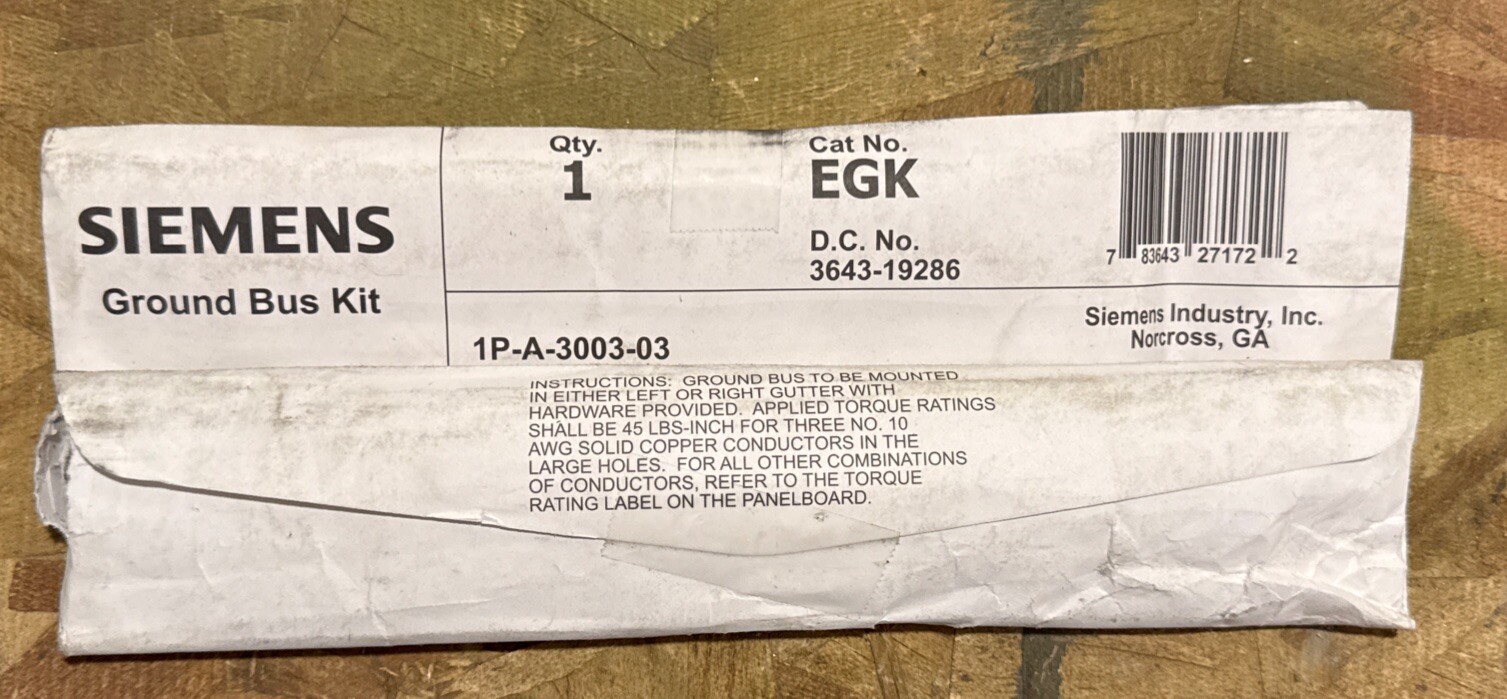 SIEMENS
Ground Bus Kit
Qty.
1
Cat No.
EGK
D.C. No.
3643-19286
7 83643 27172 2
1P-A-3003-03
Siemens Industry, Inc.
Norcross, GA
INSTRUCTIONS: GROUND BUS TO BE MOUNTED
IN EITHER LEFT OR RIGHT GUTTER WITH
HARDWARE PROVIDED. APPLIED TORQUE RATINGS
SHALL BE 45 LBS-INCH FOR THREE NO. 10
AWG SOLID COPPER CONDUCTORS IN THE
LARGE HOLES. FOR ALL OTHER COMBINATIONS
OF CONDUCTORS, REFER TO THE TORQUE
RATING LABEL ON THE PANELBOARD.